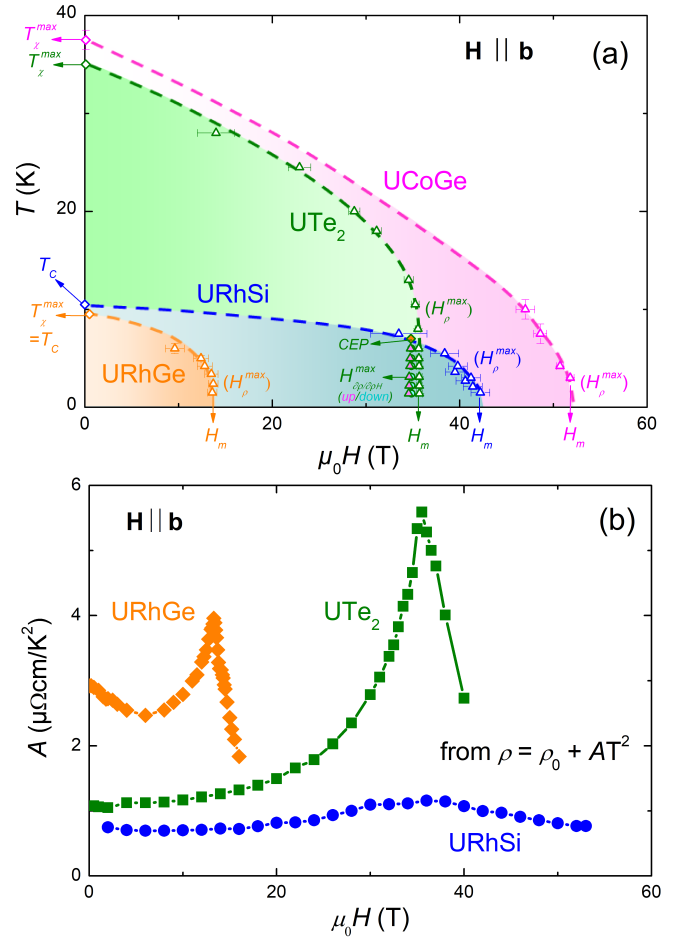 40
T_χ^max
H || b
(a)
T_χ^max
UCoGe
20
T (K)
UTe₂
T_C
URhSi
(H_ρ^max)
T_χ^max
=T_C
CEP
(H_ρ^max)
URhGe
(H_ρ^max)
H_∂ρ/∂ρH^max
(up/down)
(H_ρ^max)
0
0
H_m
20
H_m
40
H_m
H_m
60
μ₀H (T)
6
H || b
(b)
URhGe
UTe₂
4
A (μΩcm/K²)
2
from ρ = ρ₀ + AT²
URhSi
0
0
20
40
60
μ₀H (T)